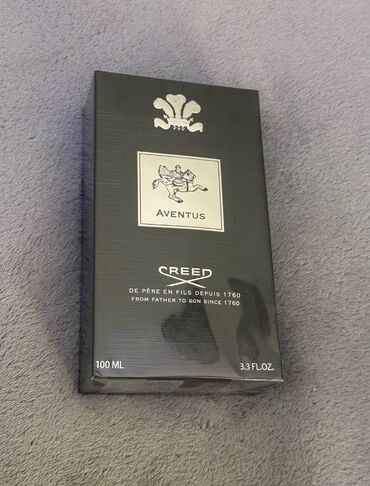 AVENTUS
CREED
DE PÈRE EN FILS DEPUIS 1760
FROM FATHER TO SON SINCE 1760
100 ML 3.3 FL.OZ.